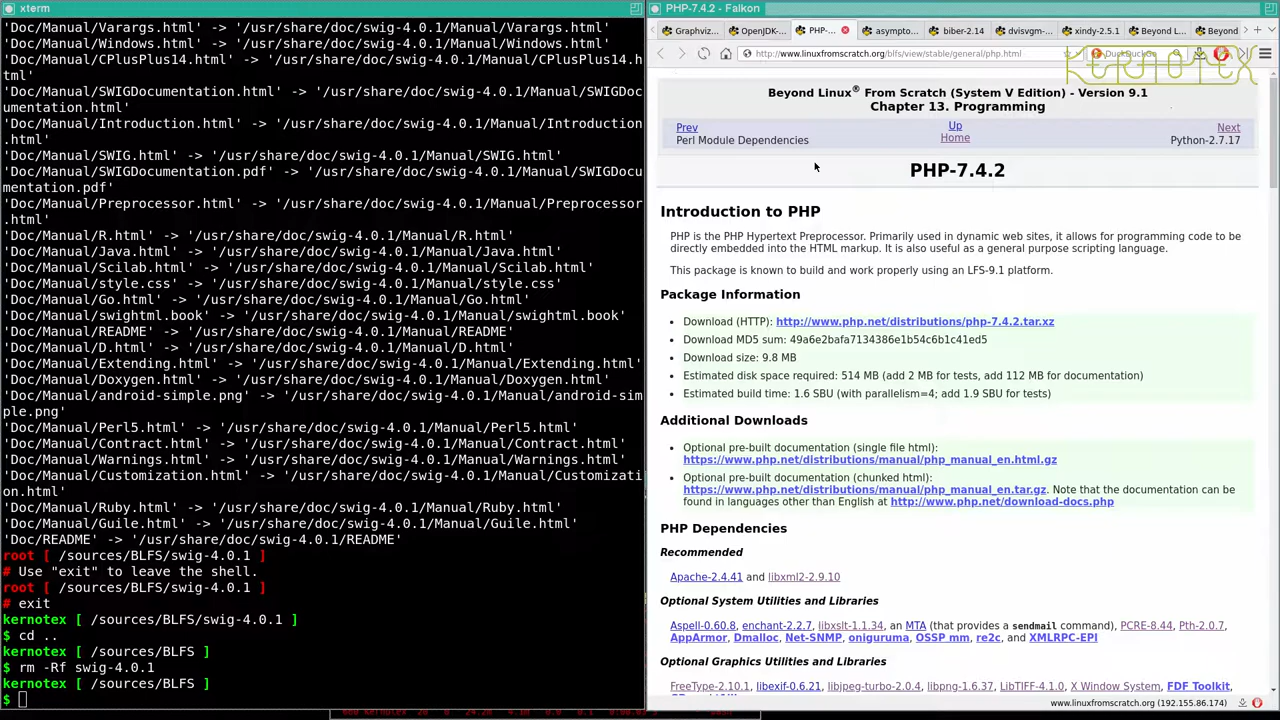 xterm
'Doc/Manual/Varargs.html' -> '/usr/share/doc/swig-4.0.1/Manual/Varargs.html'
'Doc/Manual/Windows.html' -> '/usr/share/doc/swig-4.0.1/Manual/Windows.html'
'Doc/Manual/CPlusPlus14.html' -> '/usr/share/doc/swig-4.0.1/Manual/CPlusPlus14.h
tml'
'Doc/Manual/SWIGDocumentation.html' -> '/usr/share/doc/swig-4.0.1/Manual/SWIGDoc
umentation.html'
'Doc/Manual/Introduction.html' -> '/usr/share/doc/swig-4.0.1/Manual/Introduction
.html'
'Doc/Manual/SWIG.html' -> '/usr/share/doc/swig-4.0.1/Manual/SWIG.html'
'Doc/Manual/SWIGDocumentation.pdf' -> '/usr/share/doc/swig-4.0.1/Manual/SWIGDocu
mentation.pdf'
'Doc/Manual/Preprocessor.html' -> '/usr/share/doc/swig-4.0.1/Manual/Preprocessor
.html'
'Doc/Manual/R.html' -> '/usr/share/doc/swig-4.0.1/Manual/R.html'
'Doc/Manual/Java.html' -> '/usr/share/doc/swig-4.0.1/Manual/Java.html'
'Doc/Manual/Scilab.html' -> '/usr/share/doc/swig-4.0.1/Manual/Scilab.html'
'Doc/Manual/style.css' -> '/usr/share/doc/swig-4.0.1/Manual/style.css'
'Doc/Manual/Go.html' -> '/usr/share/doc/swig-4.0.1/Manual/Go.html'
'Doc/Manual/swightml.book' -> '/usr/share/doc/swig-4.0.1/Manual/swightml.book'
'Doc/Manual/README' -> '/usr/share/doc/swig-4.0.1/Manual/README'
'Doc/Manual/D.html' -> '/usr/share/doc/swig-4.0.1/Manual/D.html'
'Doc/Manual/Extending.html' -> '/usr/share/doc/swig-4.0.1/Manual/Extending.html'
'Doc/Manual/Doxygen.html' -> '/usr/share/doc/swig-4.0.1/Manual/Doxygen.html'
'Doc/Manual/android-simple.png' -> '/usr/share/doc/swig-4.0.1/Manual/android-sim
ple.png'
'Doc/Manual/Perl5.html' -> '/usr/share/doc/swig-4.0.1/Manual/Perl5.html'
'Doc/Manual/Contract.html' -> '/usr/share/doc/swig-4.0.1/Manual/Contract.html'
'Doc/Manual/Warnings.html' -> '/usr/share/doc/swig-4.0.1/Manual/Warnings.html'
'Doc/Manual/Customization.html' -> '/usr/share/doc/swig-4.0.1/Manual/Customizati
on.html'
'Doc/Manual/Ruby.html' -> '/usr/share/doc/swig-4.0.1/Manual/Ruby.html'
'Doc/Manual/Guile.html' -> '/usr/share/doc/swig-4.0.1/Manual/Guile.html'
'Doc/README' -> '/usr/share/doc/swig-4.0.1/README'
root [ /sources/BLFS/swig-4.0.1 ]
# Use "exit" to leave the shell.
root [ /sources/BLFS/swig-4.0.1 ]
# exit
kernotex [ /sources/BLFS/swig-4.0.1 ]
$ cd ..
kernotex [ /sources/BLFS ]
$ rm -Rf swig-4.0.1
kernotex [ /sources/BLFS ]
$
PHP-7.4.2 - Falkon
Graphviz... OpenJDK-... PHP-... asympto... biber-2.14 dvisvgm-... xindy-2.5.1 Beyond L... Beyond
http://www.linuxfromscratch.org/blfs/view/stable/general/php.html DuckDuckGo
KERNOTEX
Beyond Linux® From Scratch (System V Edition) - Version 9.1
Chapter 13. Programming
Prev Up Next
Perl Module Dependencies Home Python-2.7.17
PHP-7.4.2
Introduction to PHP
PHP is the PHP Hypertext Preprocessor. Primarily used in dynamic web sites, it allows for programming code to be
directly embedded into the HTML markup. It is also useful as a general purpose scripting language.
This package is known to build and work properly using an LFS-9.1 platform.
Package Information
• Download (HTTP): http://www.php.net/distributions/php-7.4.2.tar.xz
• Download MD5 sum: 49a6e2bafa7134386e1b54c6b1c41ed5
• Download size: 9.8 MB
• Estimated disk space required: 514 MB (add 2 MB for tests, add 112 MB for documentation)
• Estimated build time: 1.6 SBU (with parallelism=4; add 1.9 SBU for tests)
Additional Downloads
• Optional pre-built documentation (single file html):
https://www.php.net/distributions/manual/php_manual_en.html.gz
• Optional pre-built documentation (chunked html):
https://www.php.net/distributions/manual/php_manual_en.tar.gz. Note that the documentation can be
found in languages other than English at http://www.php.net/download-docs.php
PHP Dependencies
Recommended
Apache-2.4.41 and libxml2-2.9.10
Optional System Utilities and Libraries
Aspell-0.60.8, enchant-2.2.7, libxslt-1.1.34, an MTA (that provides a sendmail command), PCRE-8.44, Pth-2.0.7,
AppArmor, Dmalloc, Net-SNMP, oniguruma, OSSP mm, re2c, and XMLRPC-EPI
Optional Graphics Utilities and Libraries
FreeType-2.10.1, libexif-0.6.21, libjpeg-turbo-2.0.4, libpng-1.6.37, LibTIFF-4.1.0, X Window System, FDF Toolkit,
www.linuxfromscratch.org (192.155.86.174)